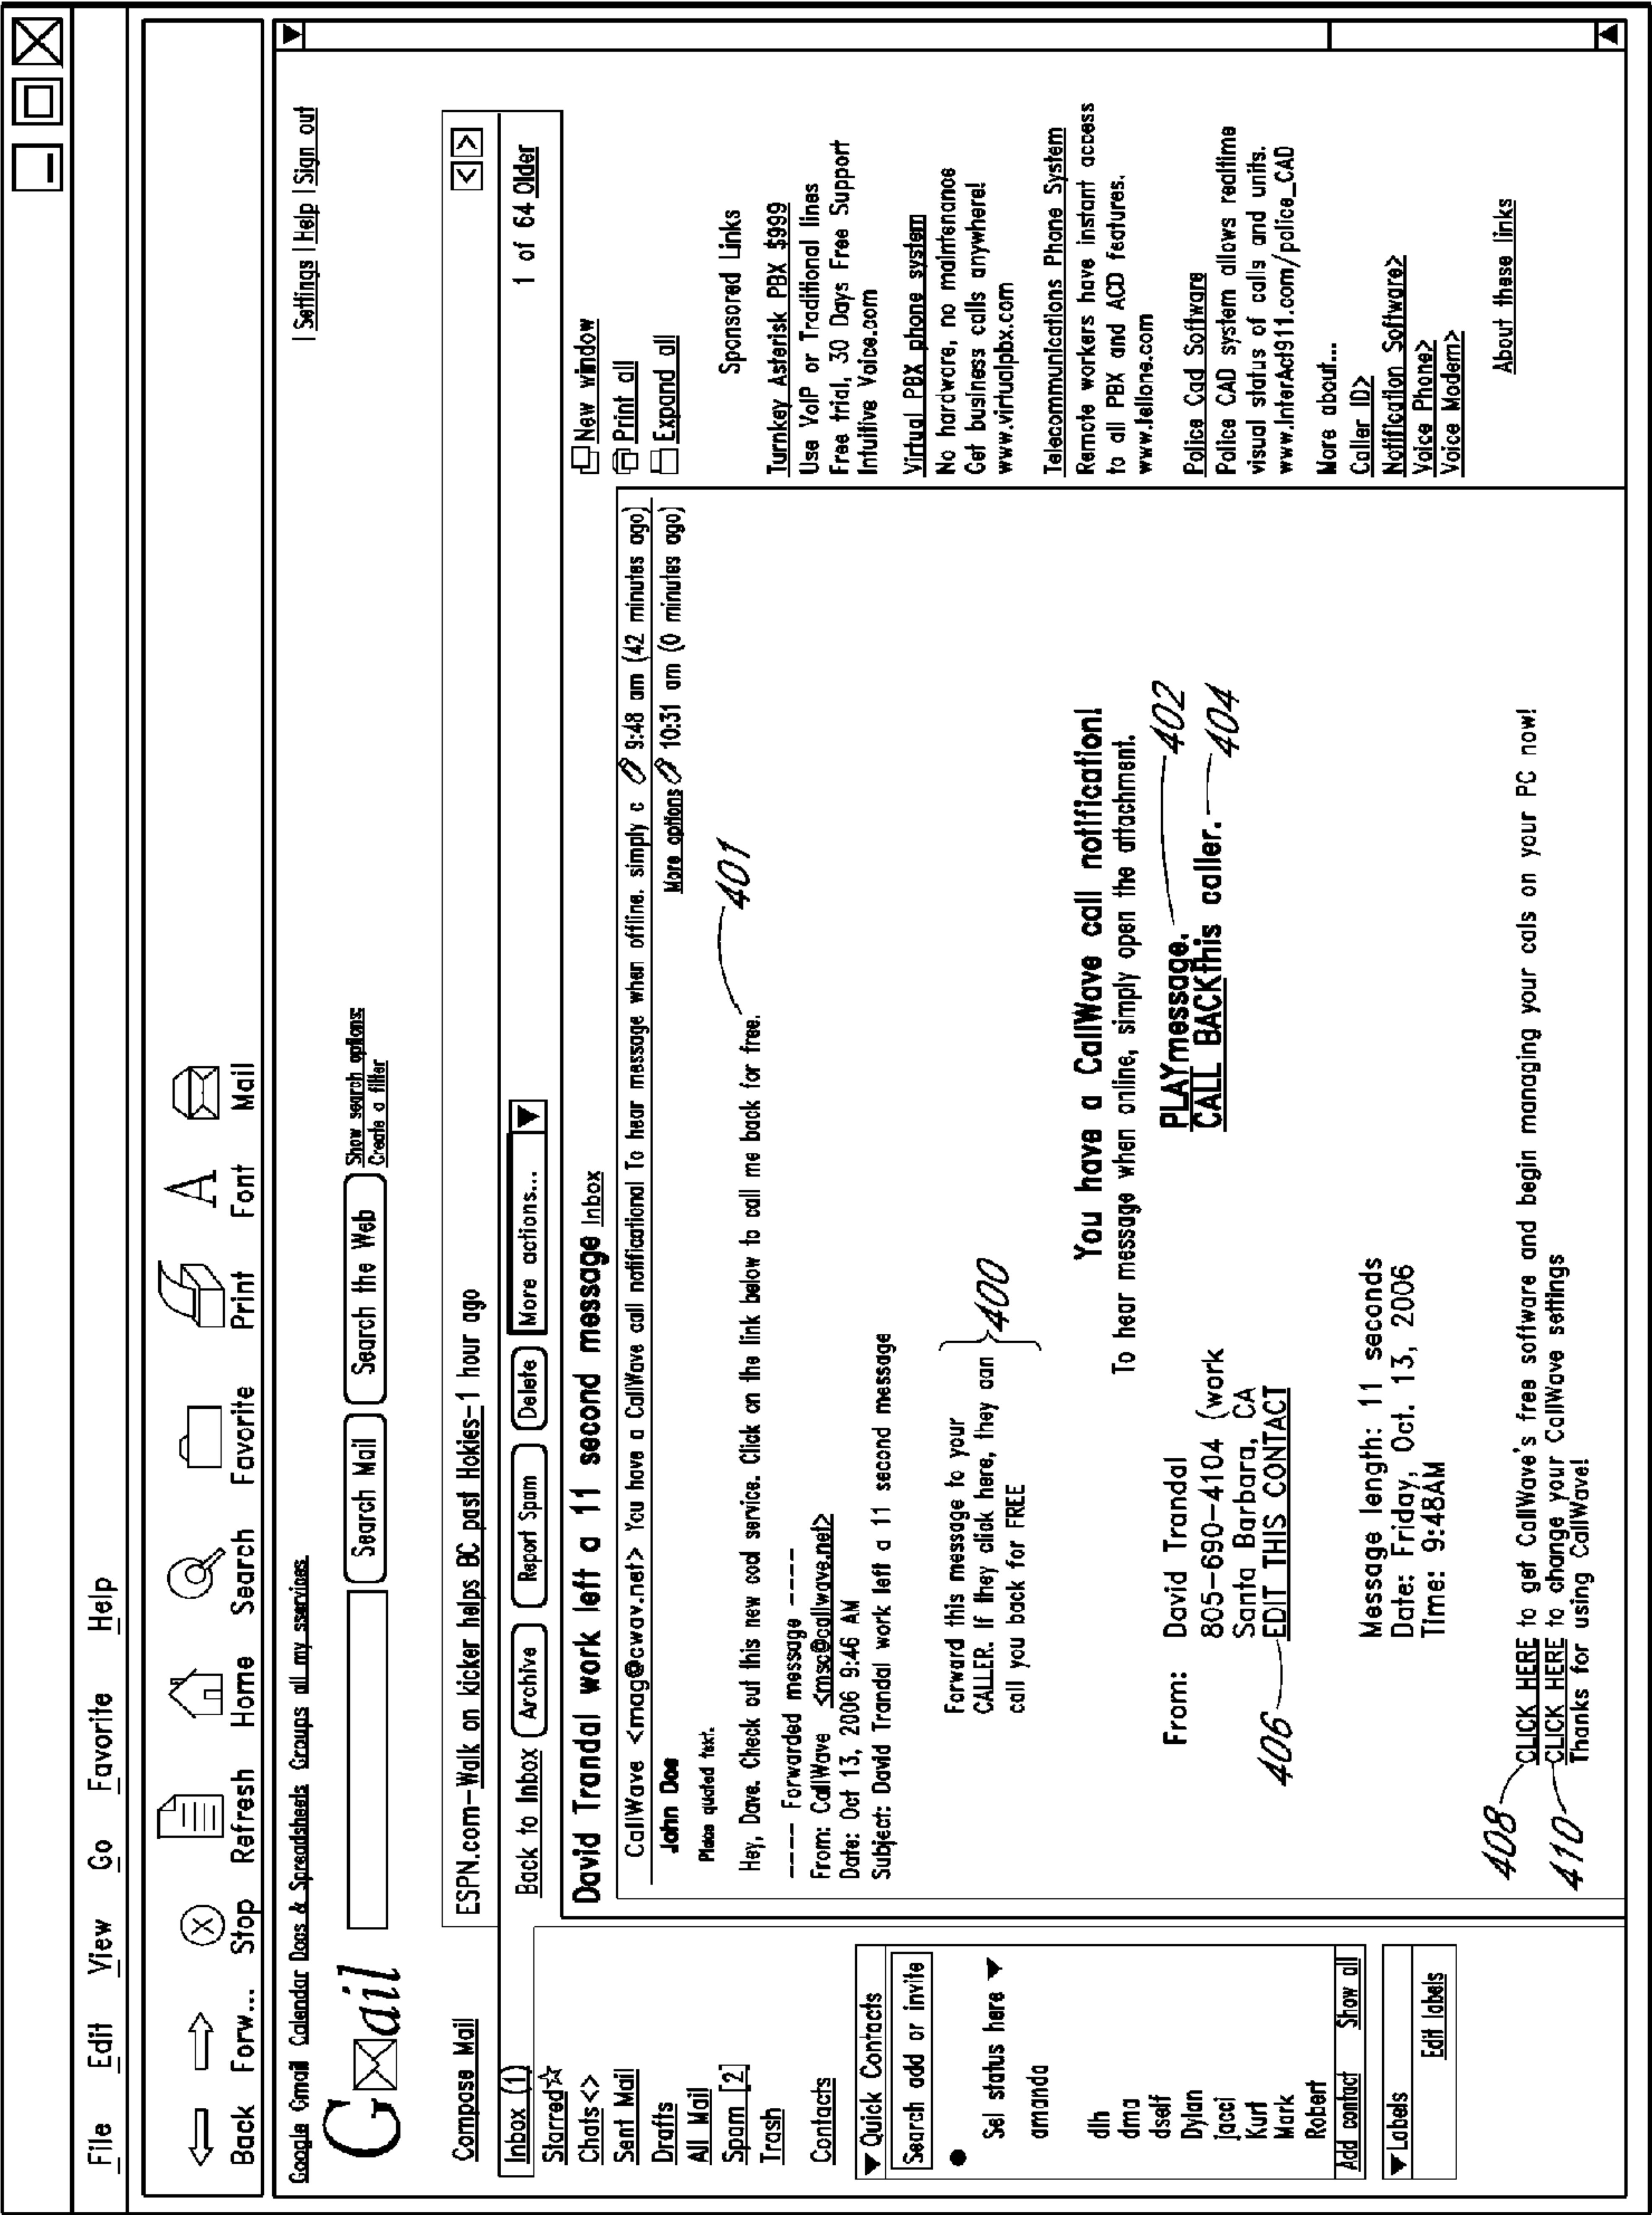 File Edit View Go Favorite Help
Back Forw... Stop Refresh Home Search Favorite Print Font Mail
Google Gmail Calendar Docs & Spreadsheets Groups all my sservices
| Settings | Help | Sign out
Gmail
Search Mail Search the Web
Show search options:
Create a filter
Compose Mail
ESPN.com-Walk on kicker helps BC past Hokies-1 hour ago < >
Inbox (1)
Starred
Chats<>
Sent Mail
Drafts
All Mail
Spam [2]
Trash
Contacts
Quick Contacts
Search add or invite
Sel status here
amanda
dlh
dma
dself
Dylan
jacci
Kurt
Mark
Robert
Add contact Show all
Labels
Edit labels
Back to Inbox Archive Report Spam Delete More actions... 1 of 64 Older
David Trandal work left a 11 second message Inbox
New window
Print all
Expand all
CallWave <mag@cwav.net> You have a CallWave call notificational To hear message when offline, simply c 9:48 am (42 minutes ago)
John Doe More options 10:31 am (0 minutes ago)
quoted text.
Hey, Dave. Check out this new cool service. Click on the link below to call me back for free.
401
---- Forwarded message ----
From: CallWave <msc@callwave.net>
Date: Oct 13, 2006 9:46 AM
Subject: David Trandal work left a 11 second message
Forward this message to your
CALLER. If they click here, they can
call you back for FREE
400
You have a CallWave call notification!
To hear message when online, simply open the attachment.
PLAYmessage. 402
CALL BACKthis caller. 404
From: David Trandal
805-690-4104 (work
Santa Barbara, CA
406 EDIT THIS CONTACT
Message length: 11 seconds
Date: Friday, Oct. 13, 2006
Time: 9:48AM
408 CLICK HERE to get CallWave's free software and begin managing your cals on your PC now!
410 CLICK HERE to change your CallWave settings
Thanks for using CallWave!
Sponsored Links
Turnkey Asterisk PBX $999
Use VoIP or Traditional lines
Free trial, 30 Days Free Support
Intuitive Voice.com
Virtual PBX phone system
No hardware, no maintenance
Get business calls anywhere!
www.virtualpbx.com
Telecommunications Phone System
Remote workers have instant access
to all PBX and ACD features.
www.lellone.com
Police Cad Software
Police CAD system allows realtime
visual status of calls and units.
www.InterAct911.com/police_CAD
More about...
Caller ID>
Notification Software>
Voice Phone>
Voice Modem>
About these links